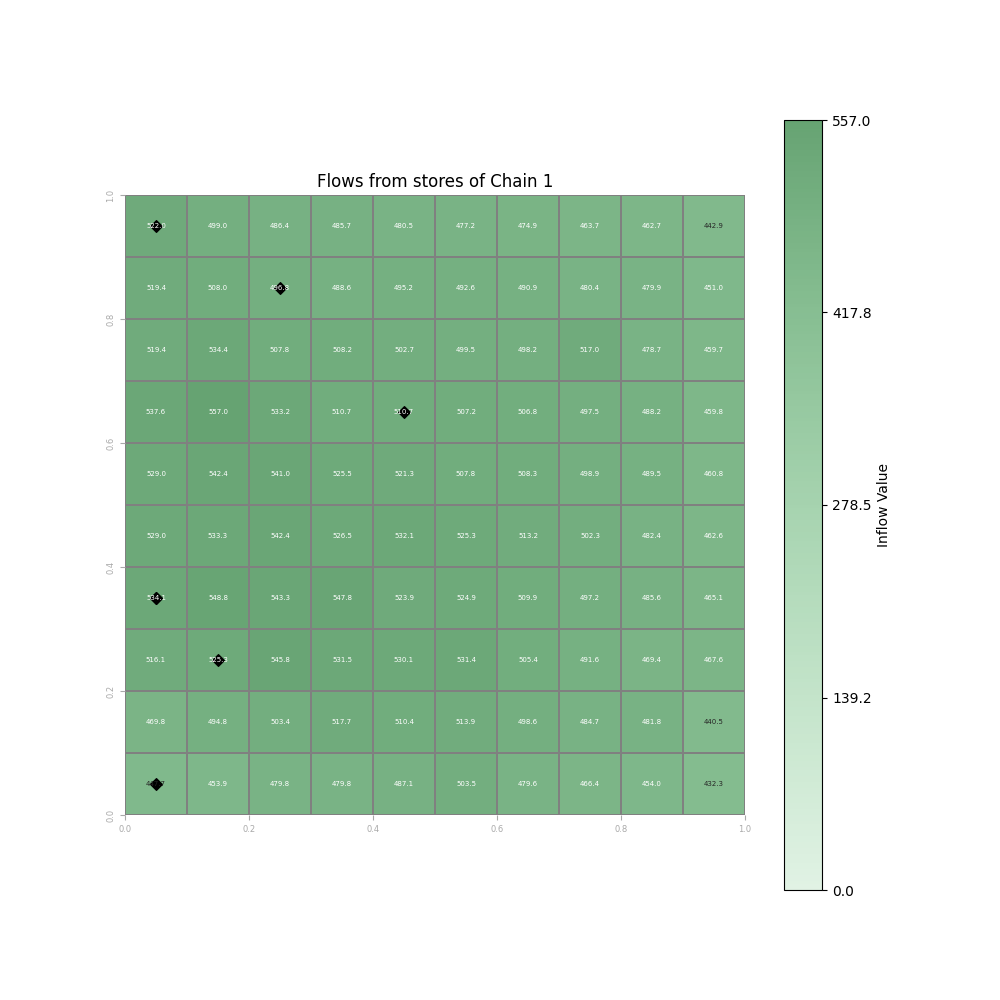 Flows from stores of Chain 1
557.0
417.8
278.5
139.2
0.0
Inflow Value
1.0
0.8
0.6
0.4
0.2
0.0
499.0 486.4 485.7 480.5 477.2 474.9 463.7 462.7 442.9
519.4 508.0 496.8 488.6 495.2 492.6 490.9 480.4 479.9 451.0
519.4 534.4 507.8 508.2 502.7 499.5 498.2 517.0 478.7 459.7
537.6 557.0 533.2 510.7 510.7 507.2 506.8 497.5 488.2 459.8
529.0 542.4 541.0 525.5 521.3 507.8 508.3 498.9 489.5 460.8
529.0 533.3 542.4 526.5 532.1 525.3 513.2 502.3 482.4 462.6
534.1 548.8 543.3 547.8 523.9 524.9 509.9 497.2 485.6 465.1
516.1 525.3 545.8 531.5 530.1 531.4 505.4 491.6 469.4 467.6
469.8 494.8 503.4 517.7 510.4 513.9 498.6 484.7 481.8 440.5
453.9 479.8 479.8 487.1 503.5 479.6 466.4 454.0 432.3
0.0 0.2 0.4 0.6 0.8 1.0